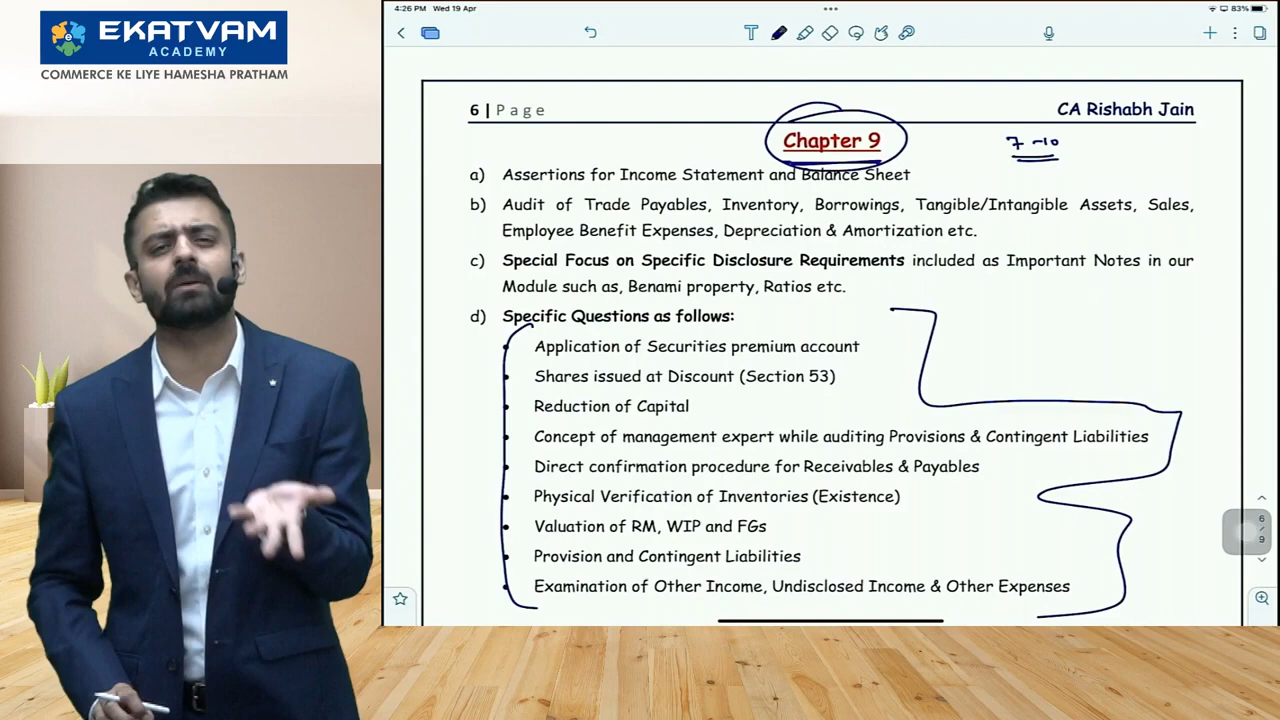 EKATVAM
ACADEMY
COMMERCE KE LIYE HAMESHA PRATHAM
4:26 PM Wed 19 Apr
83%
6 | Page
CA Rishabh Jain
Chapter 9
7 -10
a) Assertions for Income Statement and Balance Sheet
b) Audit of Trade Payables, Inventory, Borrowings, Tangible/Intangible Assets, Sales,
Employee Benefit Expenses, Depreciation & Amortization etc.
c) Special Focus on Specific Disclosure Requirements included as Important Notes in our
Module such as, Benami property, Ratios etc.
d) Specific Questions as follows:
• Application of Securities premium account
• Shares issued at Discount (Section 53)
• Reduction of Capital
• Concept of management expert while auditing Provisions & Contingent Liabilities
• Direct confirmation procedure for Receivables & Payables
• Physical Verification of Inventories (Existence)
• Valuation of RM, WIP and FGs
• Provision and Contingent Liabilities
• Examination of Other Income, Undisclosed Income & Other Expenses
6
/
9